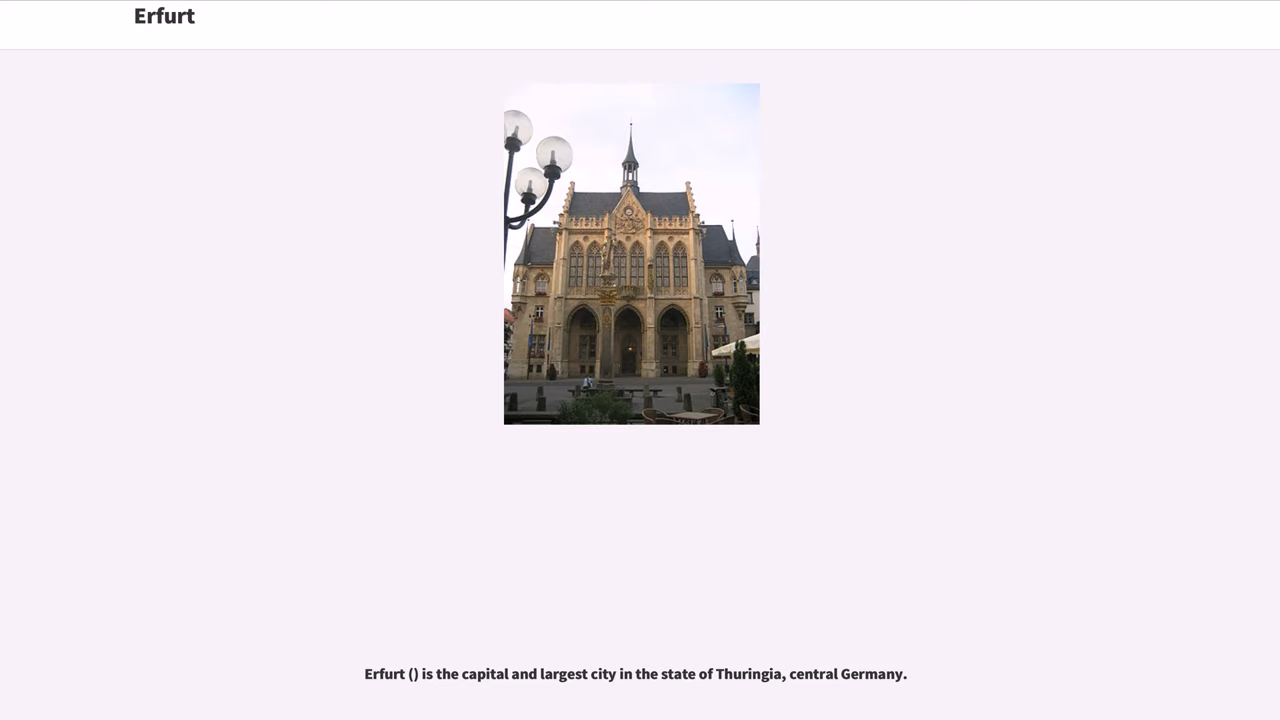 Erfurt
Erfurt () is the capital and largest city in the state of Thuringia, central Germany.